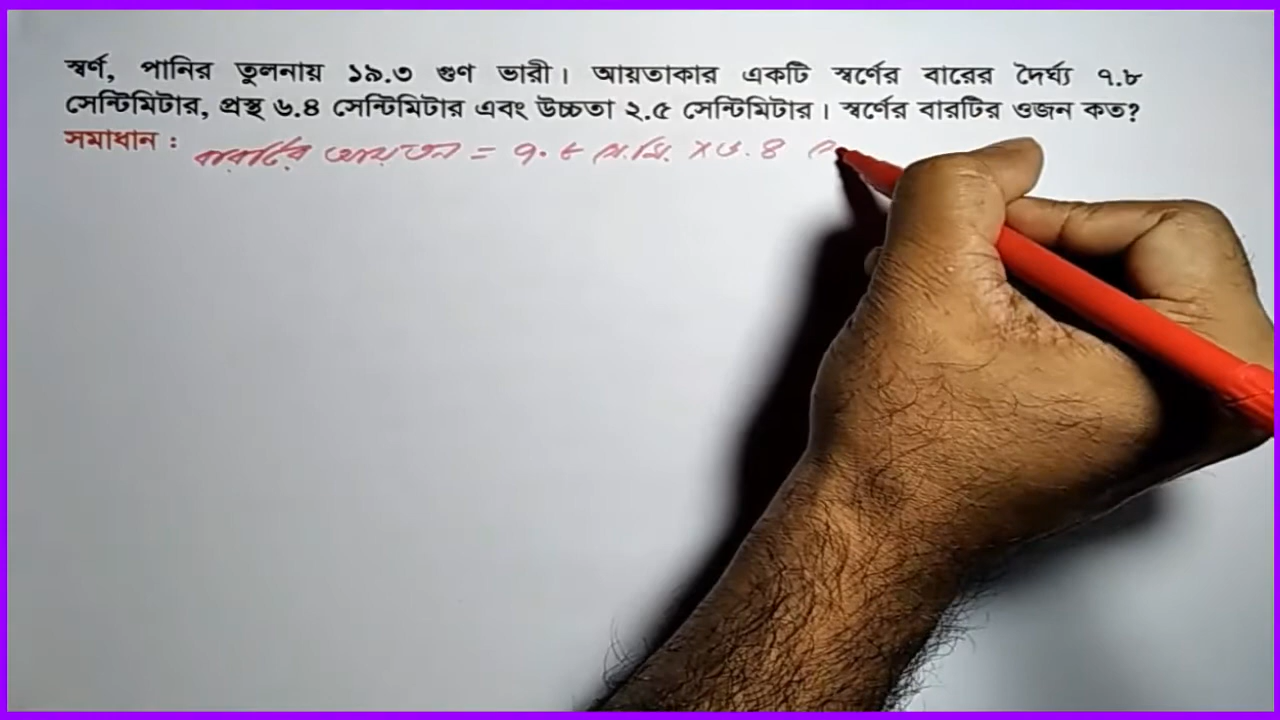 স্বর্ণ, পানির তুলনায় ১৯.৩ গুণ ভারী। আয়তাকার একটি স্বর্ণের বারের দৈর্ঘ্য ৭.৮
সেন্টিমিটার, প্রস্থ ৬.৪ সেন্টিমিটার এবং উচ্চতা ২.৫ সেন্টিমিটার। স্বর্ণের বারটির ওজন কত?
সমাধান : বারটির আয়তন = ৭.৮ সে.মি. × ৬.৪